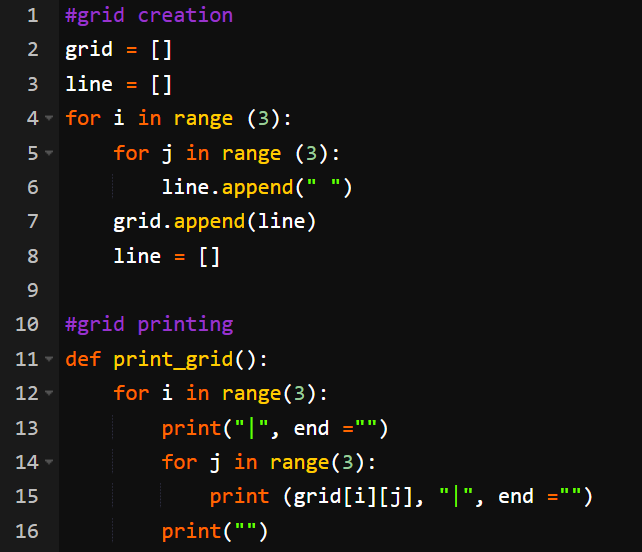 1 #grid creation
2 grid = []
3 line = []
4 for i in range (3):
5     for j in range (3):
6         line.append(" ")
7     grid.append(line)
8     line = []
9
10 #grid printing
11 def print_grid():
12     for i in range(3):
13         print("|", end ="")
14         for j in range(3):
15             print (grid[i][j], "|", end ="")
16         print("")